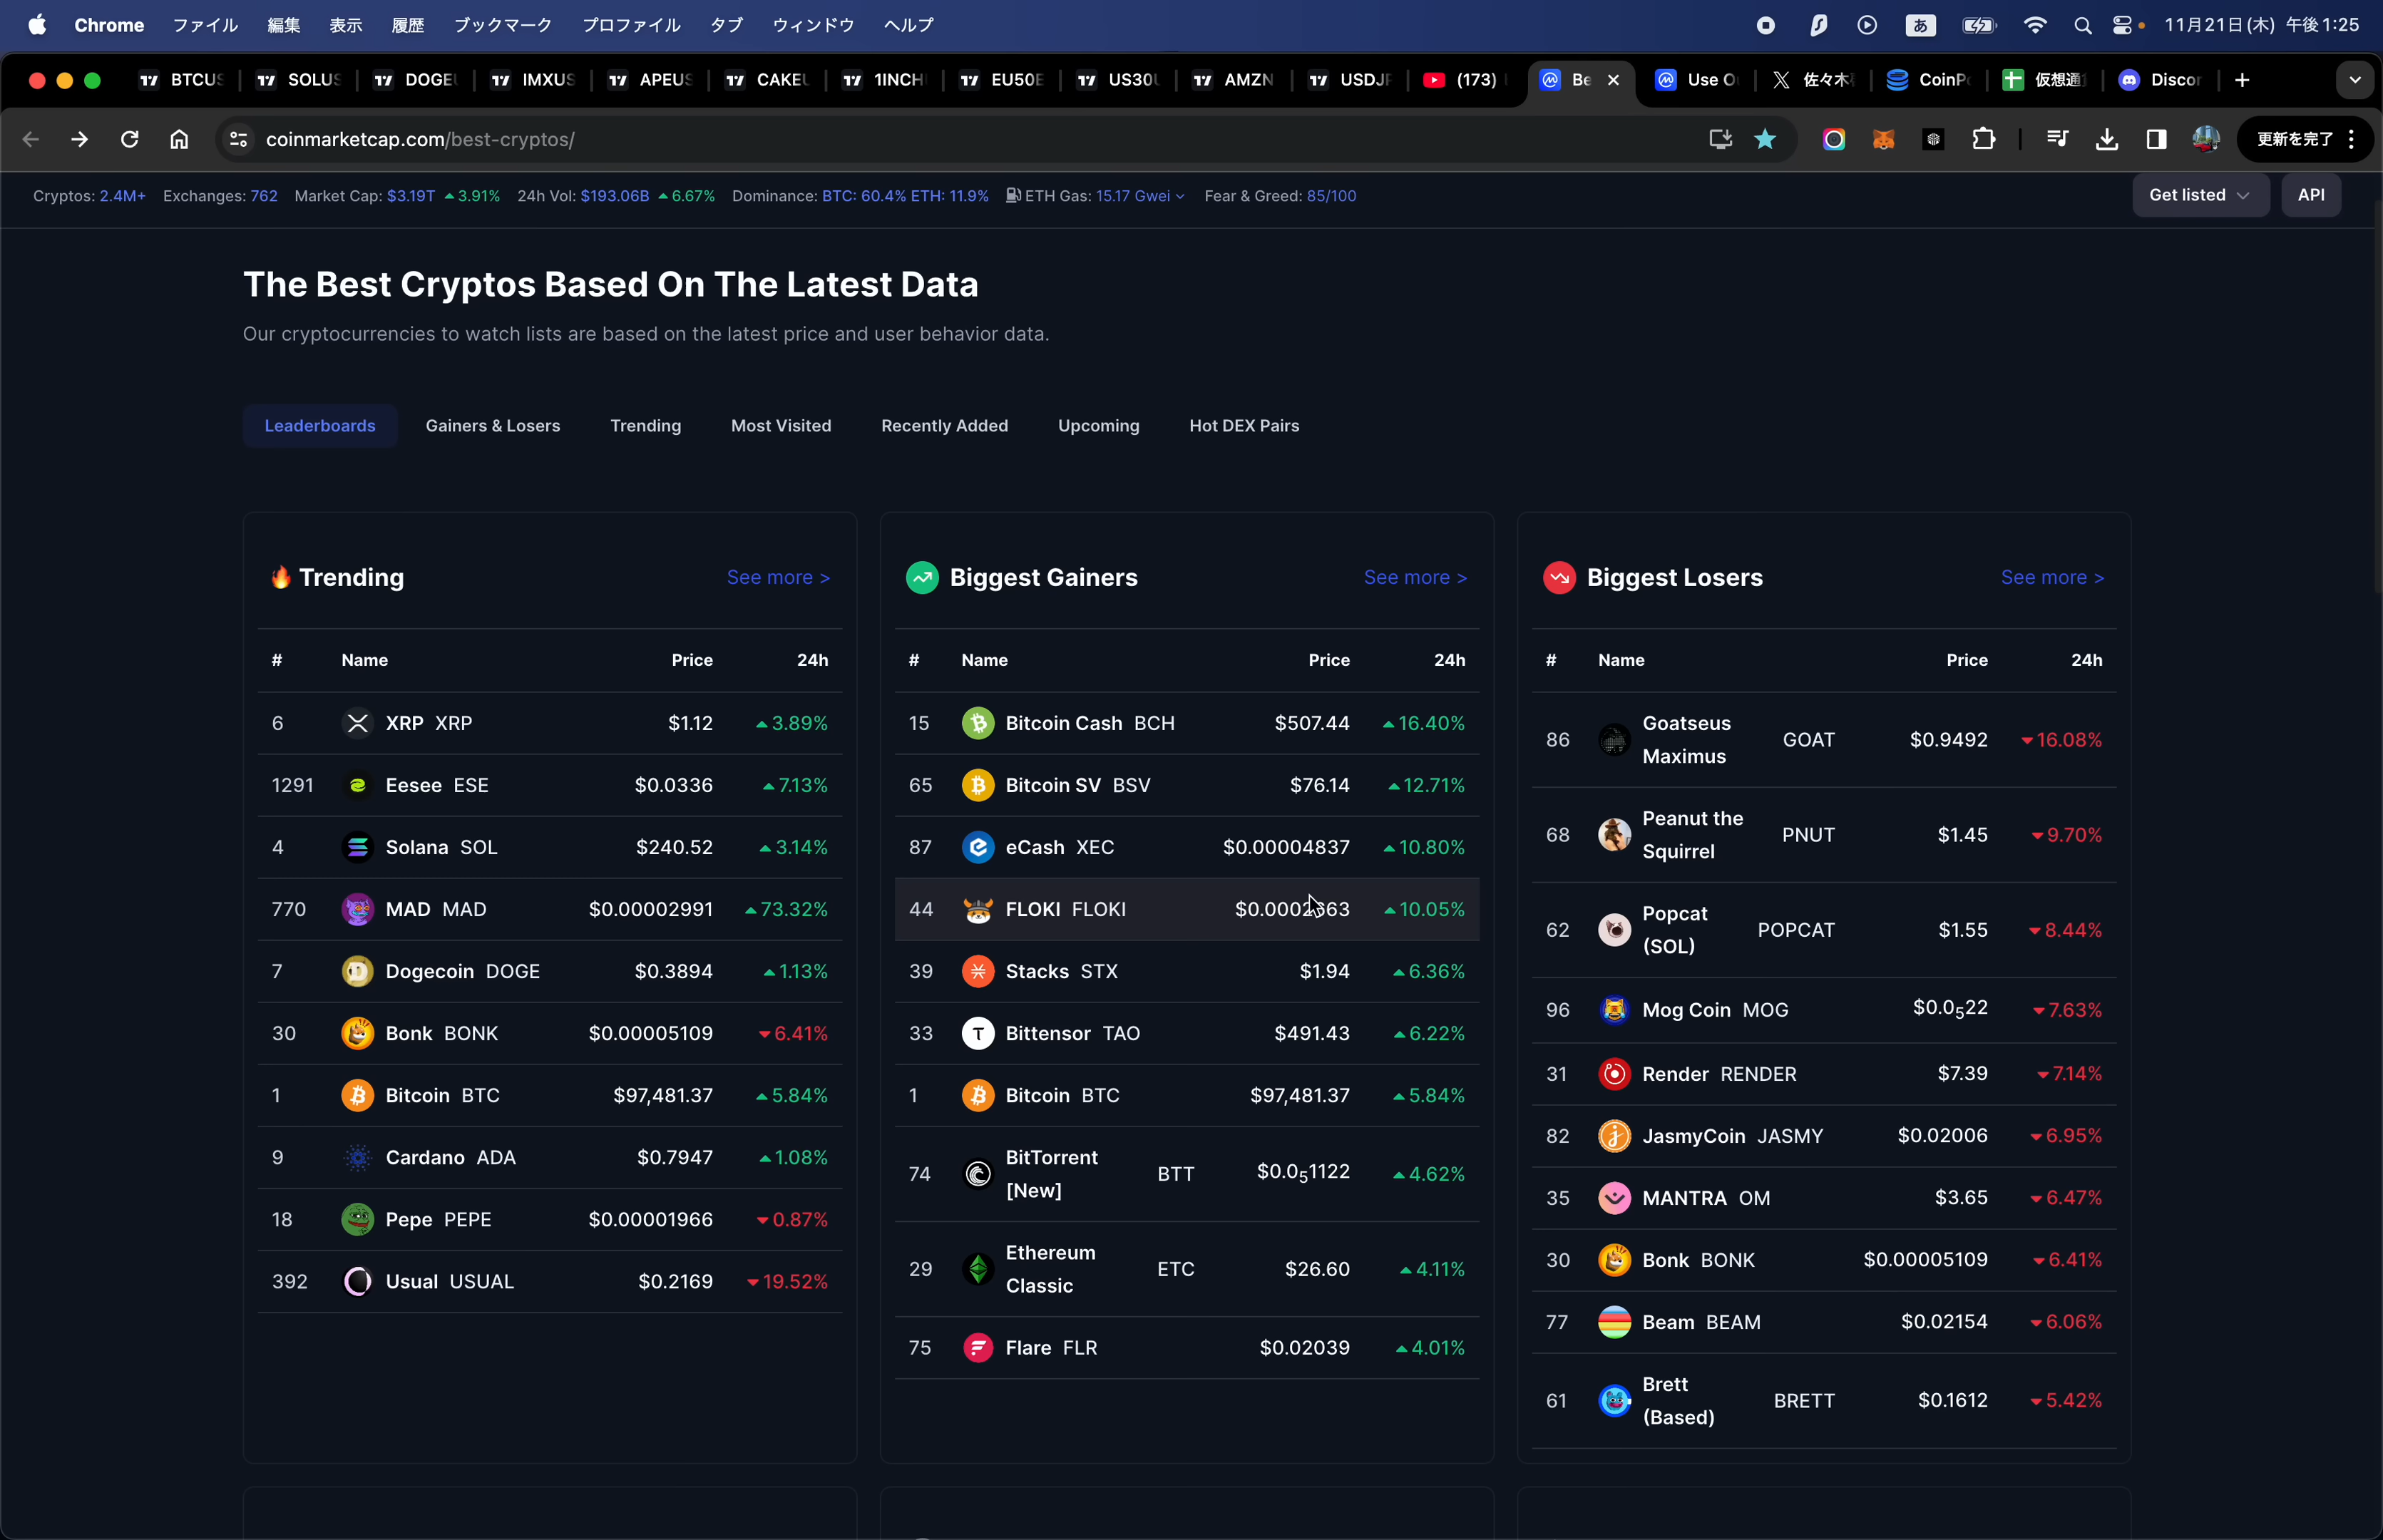 Chrome ファイル 編集 表示 履歴 ブックマーク プロファイル タブ ウィンドウ ヘルプ あ 11月21日(木) 午後1:25
BTCUS SOLUS DOGEU IMXUS APEUS CAKEU 1INCH EU50E US30U AMZN USDJP (173) Be Use O 佐々木 CoinP 仮想通 Discor
coinmarketcap.com/best-cryptos/ 更新を完了
Cryptos: 2.4M+ Exchanges: 762 Market Cap: $3.19T 3.91% 24h Vol: $193.06B 6.67% Dominance: BTC: 60.4% ETH: 11.9% ETH Gas: 15.17 Gwei Fear & Greed: 85/100 Get listed API
The Best Cryptos Based On The Latest Data
Our cryptocurrencies to watch lists are based on the latest price and user behavior data.
Leaderboards Gainers & Losers Trending Most Visited Recently Added Upcoming Hot DEX Pairs
Trending See more >
# Name Price 24h
6 XRP XRP $1.12 3.89%
1291 Eesee ESE $0.0336 7.13%
4 Solana SOL $240.52 3.14%
770 MAD MAD $0.00002991 73.32%
7 Dogecoin DOGE $0.3894 1.13%
30 Bonk BONK $0.00005109 6.41%
1 Bitcoin BTC $97,481.37 5.84%
9 Cardano ADA $0.7947 1.08%
18 Pepe PEPE $0.00001966 0.87%
392 Usual USUAL $0.2169 19.52%
Biggest Gainers See more >
# Name Price 24h
15 Bitcoin Cash BCH $507.44 16.40%
65 Bitcoin SV BSV $76.14 12.71%
87 eCash XEC $0.00004837 10.80%
44 FLOKI FLOKI 10.05%
39 Stacks STX $1.94 6.36%
33 Bittensor TAO $491.43 6.22%
1 Bitcoin BTC $97,481.37 5.84%
74 BitTorrent [New] BTT $0.0₅1122 4.62%
29 Ethereum Classic ETC $26.60 4.11%
75 Flare FLR $0.02039 4.01%
Biggest Losers See more >
# Name Price 24h
86 Goatseus Maximus GOAT $0.9492 16.08%
68 Peanut the Squirrel PNUT $1.45 9.70%
62 Popcat (SOL) POPCAT $1.55 8.44%
96 Mog Coin MOG $0.0₅22 7.63%
31 Render RENDER $7.39 7.14%
82 JasmyCoin JASMY $0.02006 6.95%
35 MANTRA OM $3.65 6.47%
30 Bonk BONK $0.00005109 6.41%
77 Beam BEAM $0.02154 6.06%
61 Brett (Based) BRETT $0.1612 5.42%